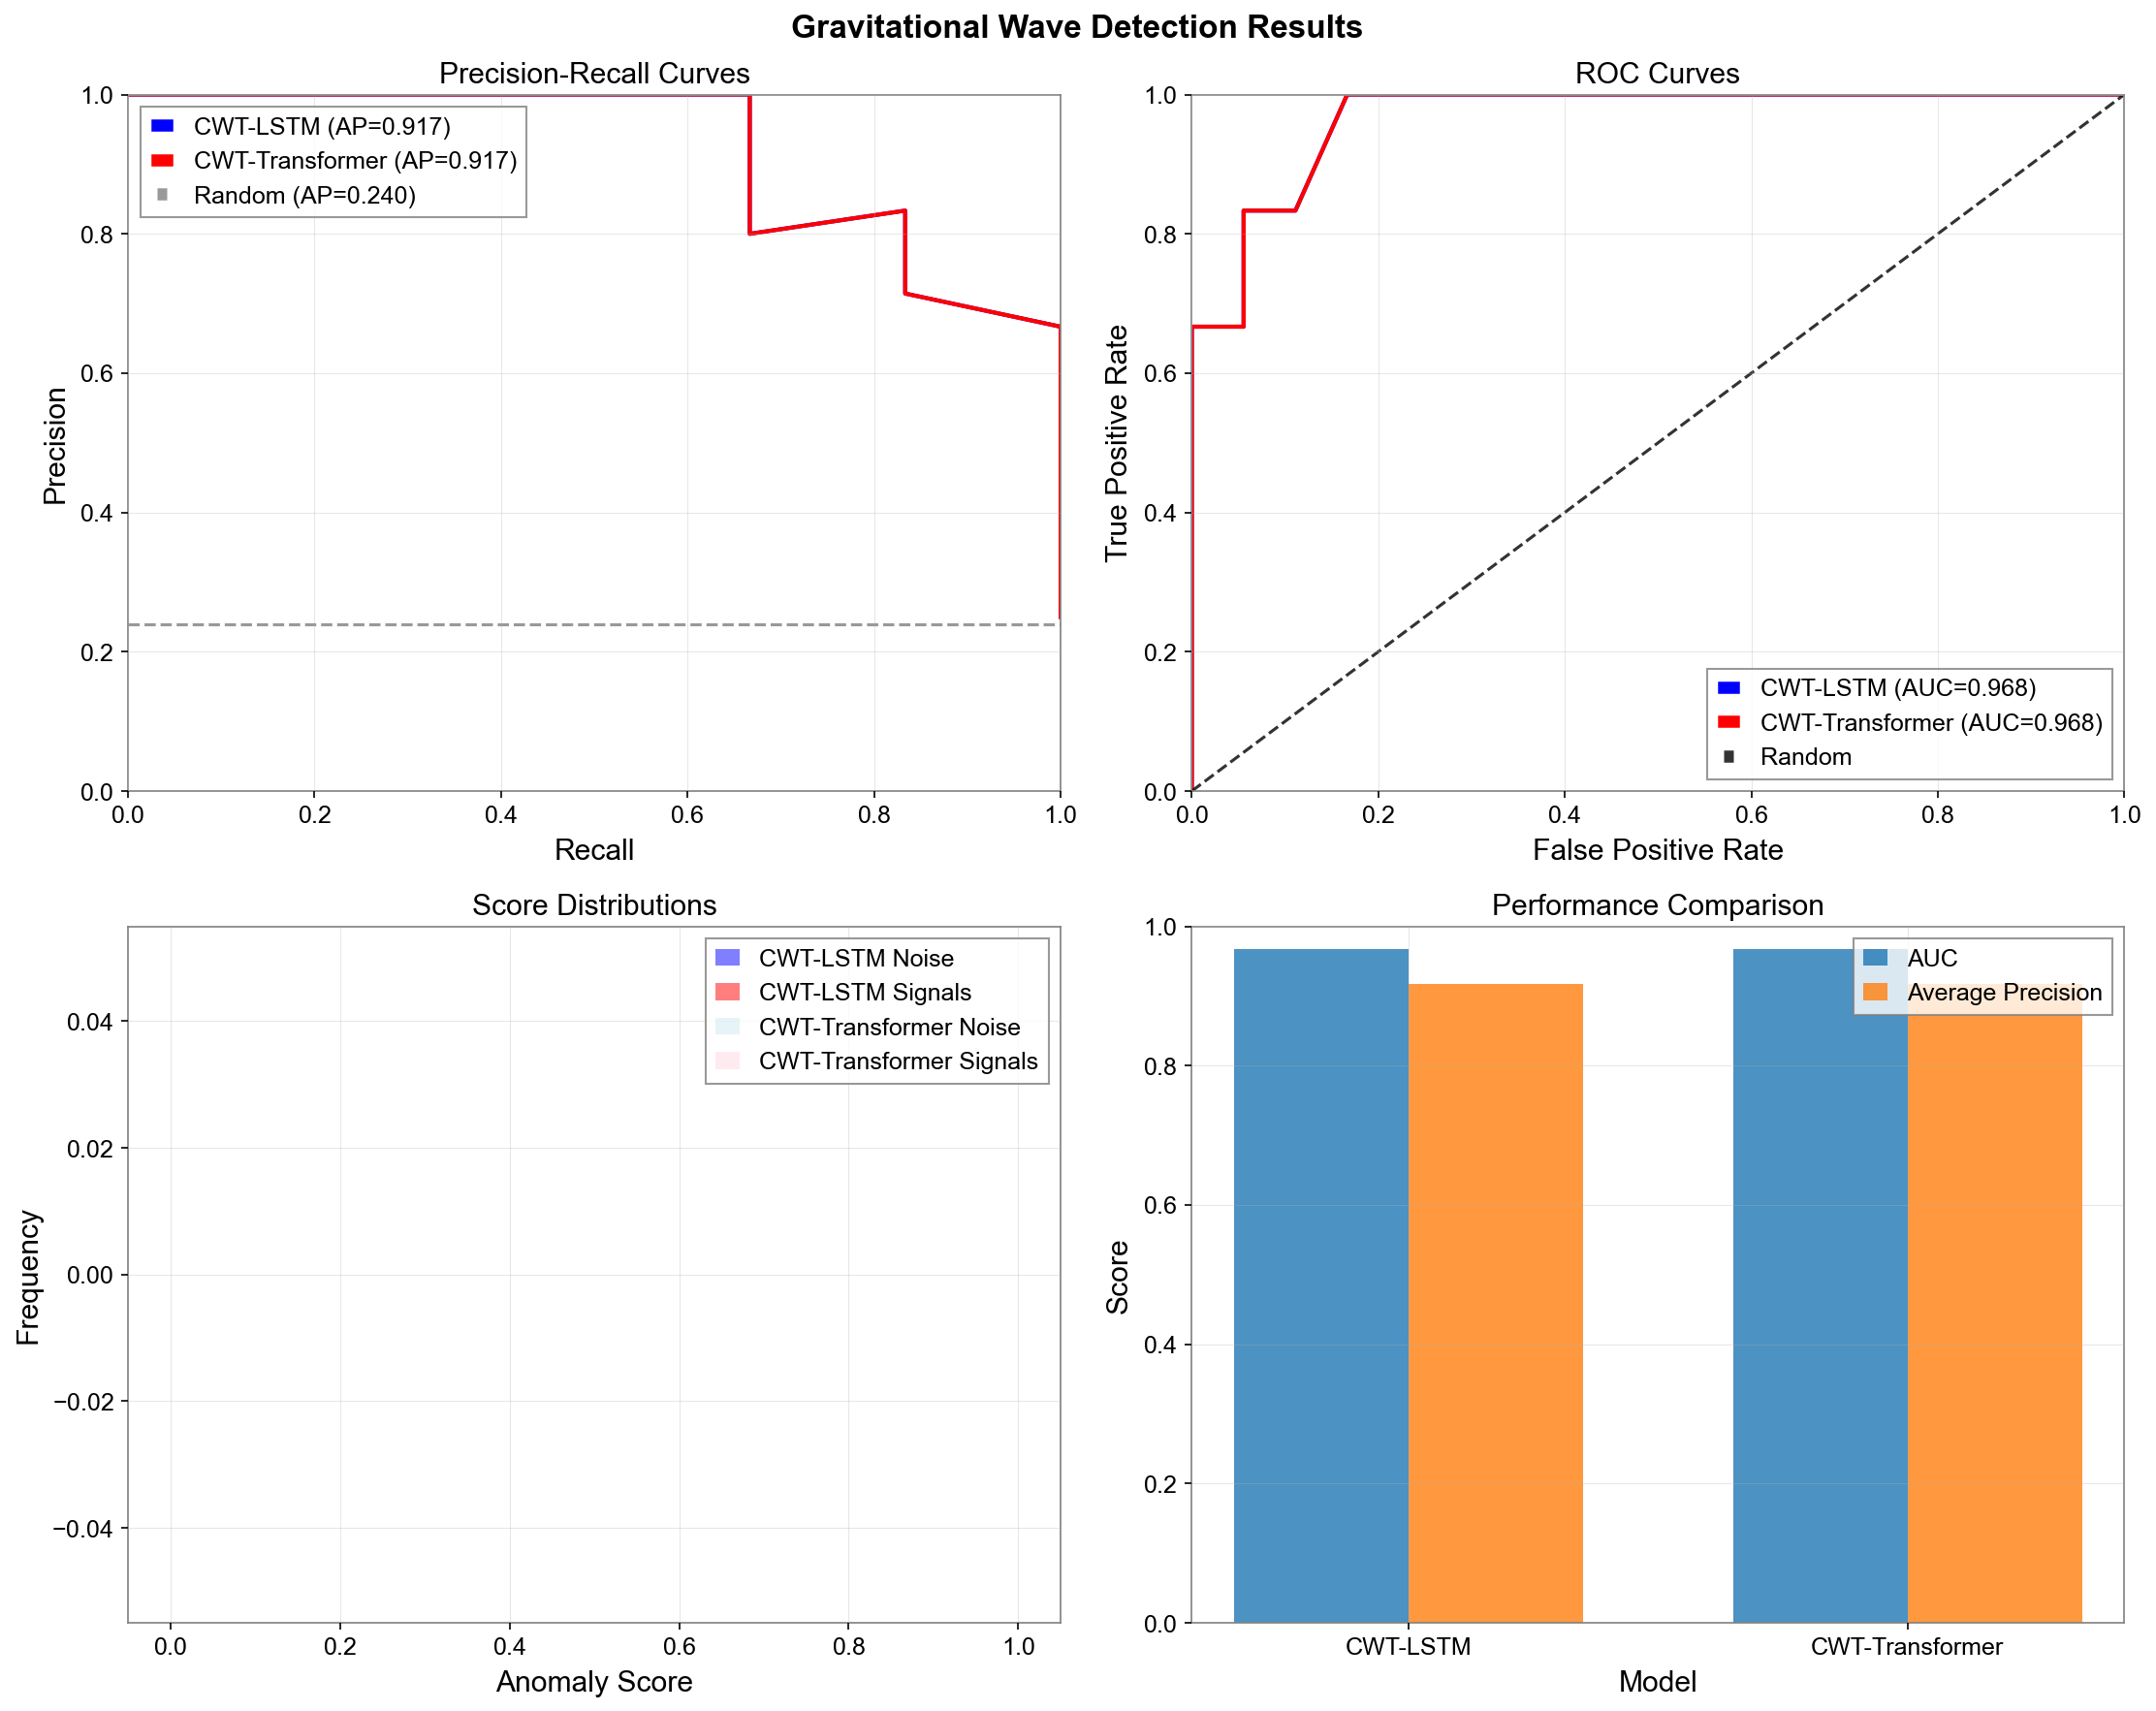 Gravitational Wave Detection Results
Precision-Recall Curves
1.0
0.8
0.6
0.4
0.2
0.0
Precision
CWT-LSTM (AP=0.917)
CWT-Transformer (AP=0.917)
Random (AP=0.240)
0.0 0.2 0.4 0.6 0.8 1.0
Recall
ROC Curves
1.0
0.8
0.6
0.4
0.2
0.0
True Positive Rate
CWT-LSTM (AUC=0.968)
CWT-Transformer (AUC=0.968)
Random
0.0 0.2 0.4 0.6 0.8 1.0
False Positive Rate
Score Distributions
0.04
0.02
0.00
−0.02
−0.04
Frequency
CWT-LSTM Noise
CWT-LSTM Signals
CWT-Transformer Noise
CWT-Transformer Signals
0.0 0.2 0.4 0.6 0.8 1.0
Anomaly Score
Performance Comparison
1.0
0.8
0.6
0.4
0.2
0.0
Score
AUC
Average Precision
CWT-LSTM CWT-Transformer
Model